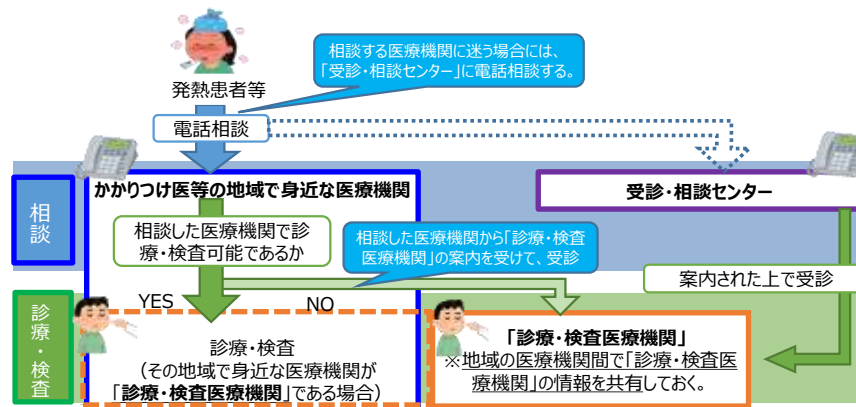 相談する医療機関に迷う場合には、
「受診・相談センター」に電話相談する。
発熱患者等
電話相談
相談
かかりつけ医等の地域で身近な医療機関
受診・相談センター
相談した医療機関で診
療・検査可能であるか
相談した医療機関から「診療・検査
医療機関」の案内を受けて、受診
案内された上で受診
YES
NO
診療・検査
診療・検査
(その地域で身近な医療機関が
「診療・検査医療機関」である場合)
「診療・検査医療機関」
※地域の医療機関間で「診療・検査医
療機関」の情報を共有しておく。